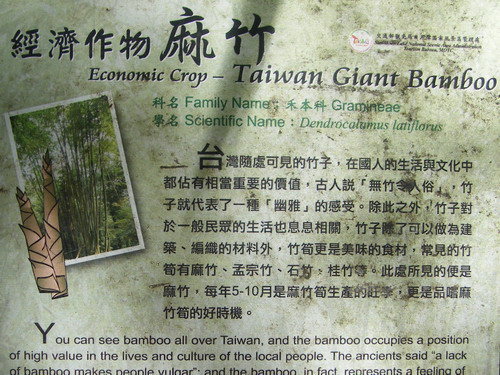 經濟作物 麻竹
Economic Crop – Taiwan Giant Bamboo
科名 Family Name：禾本科 Gramineae
學名 Scientific Name：Dendrocalamus latiflorus
台灣隨處可見的竹子，在國人的生活與文化中
都佔有相當重要的價值，古人說「無竹令人俗」，竹
子就代表了一種「幽雅」的感受。除此之外，竹子對
於一般民眾的生活也息息相關，竹子除了可以做為建
築、編織的材料外，竹筍更是美味的食材，常見的竹
筍有麻竹、孟宗竹、石竹、桂竹等。此處所見的便是
麻竹，每年5-10月是麻竹筍生產的旺季，更是品嚐麻
竹筍的好時機。
You can see bamboo all over Taiwan, and the bamboo occupies a position
of high value in the lives and culture of the local people. The ancients said “a lack
of bamboo makes people vulgar”; and the bamboo, in fact, represents a feeling of